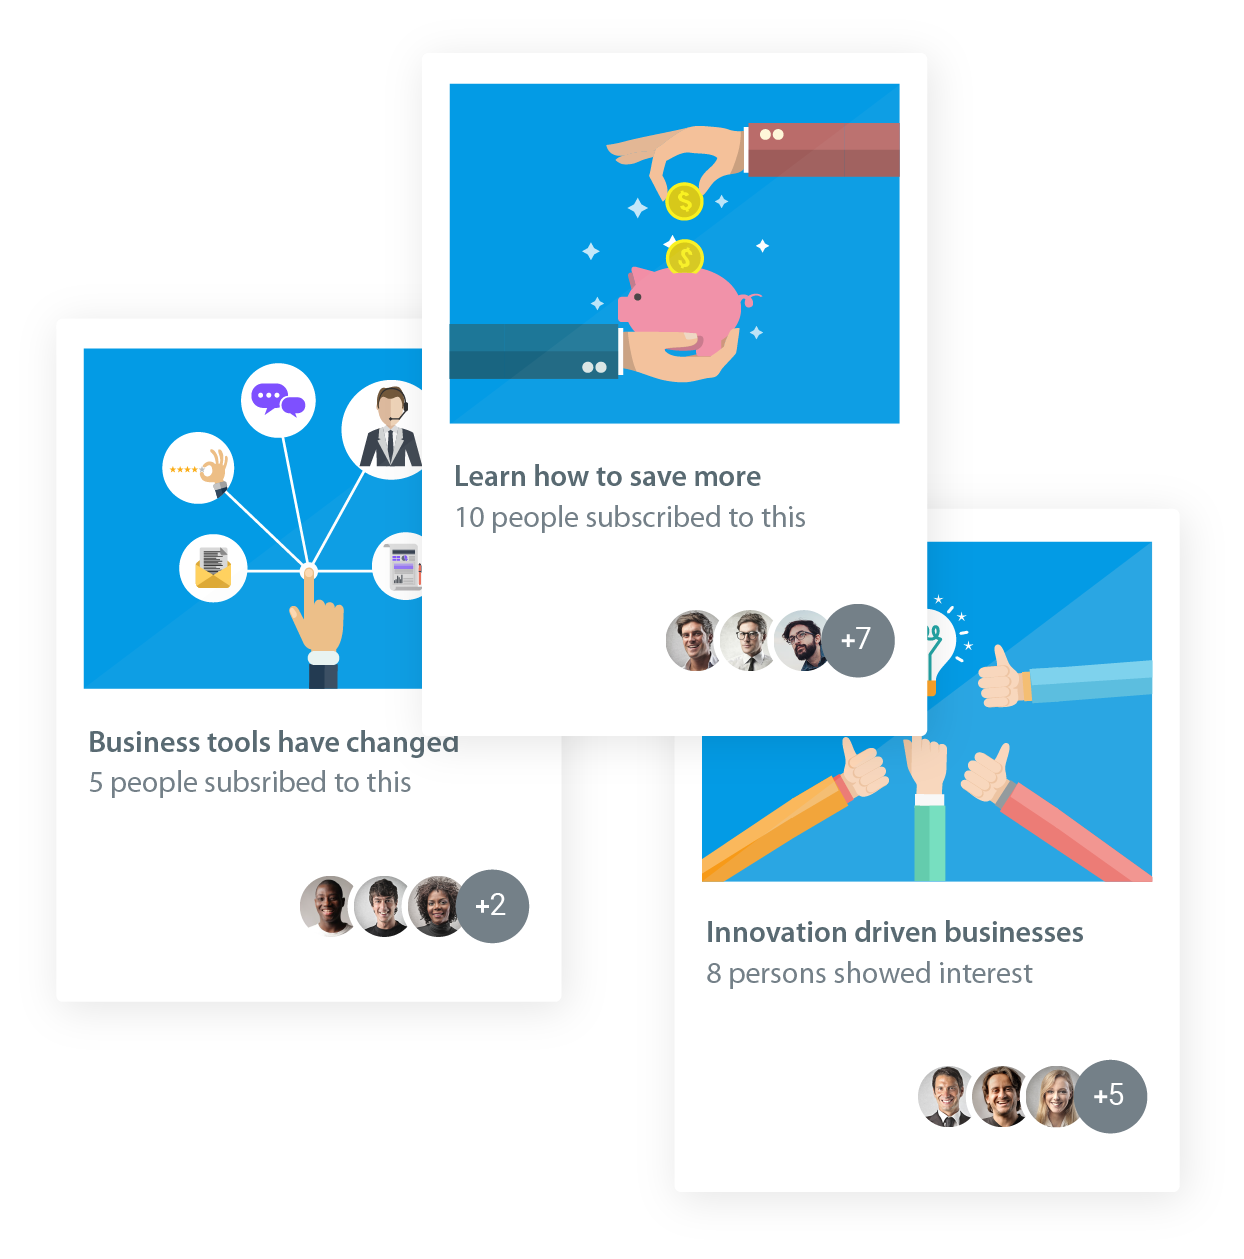 Learn how to save more
10 people subscribed to this
+7
Business tools have changed
5 people subsribed to this
+2
Innovation driven businesses
8 persons showed interest
+5